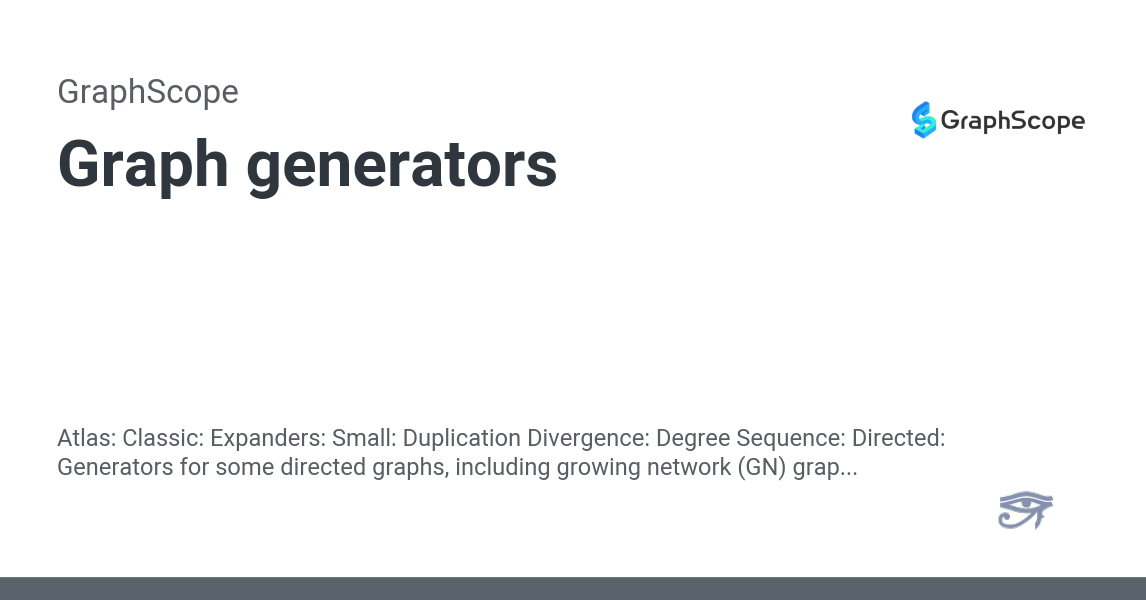 GraphScope
GraphScope
Graph generators
Atlas: Classic: Expanders: Small: Duplication Divergence: Degree Sequence: Directed:
Generators for some directed graphs, including growing network (GN) grap...